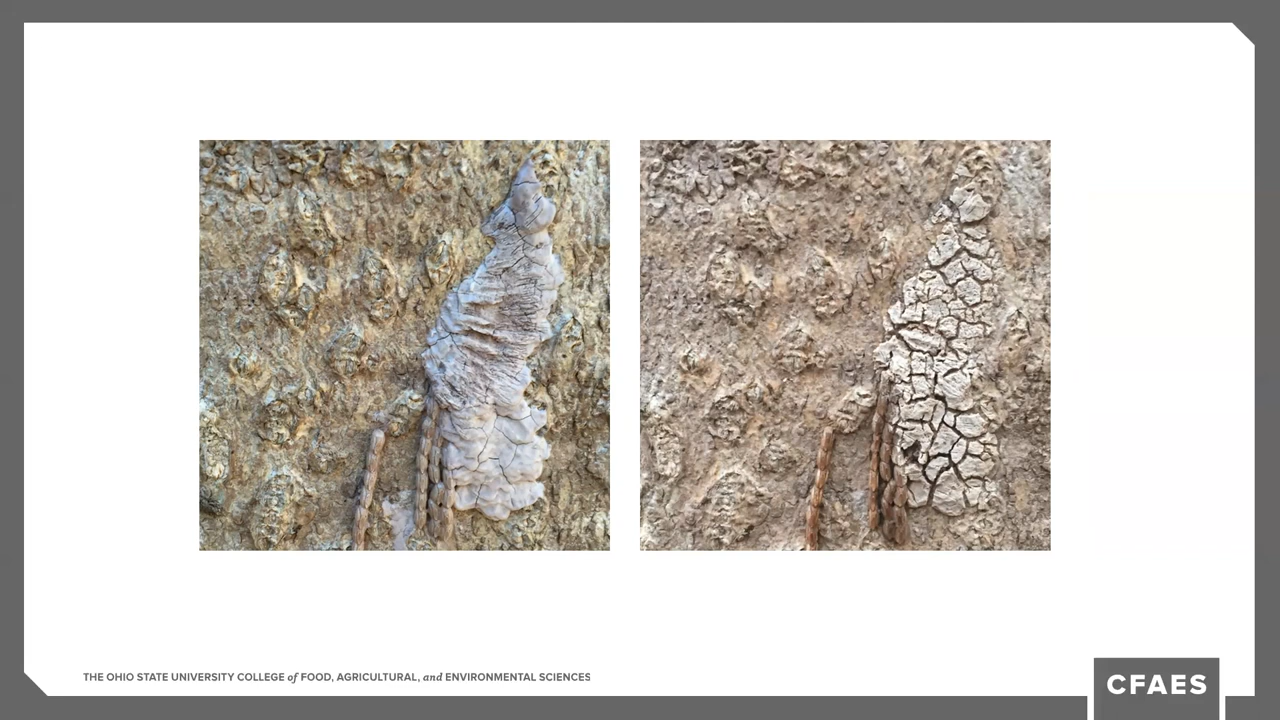 THE OHIO STATE UNIVERSITY COLLEGE of FOOD, AGRICULTURAL, and ENVIRONMENTAL SCIENCES
CFAES